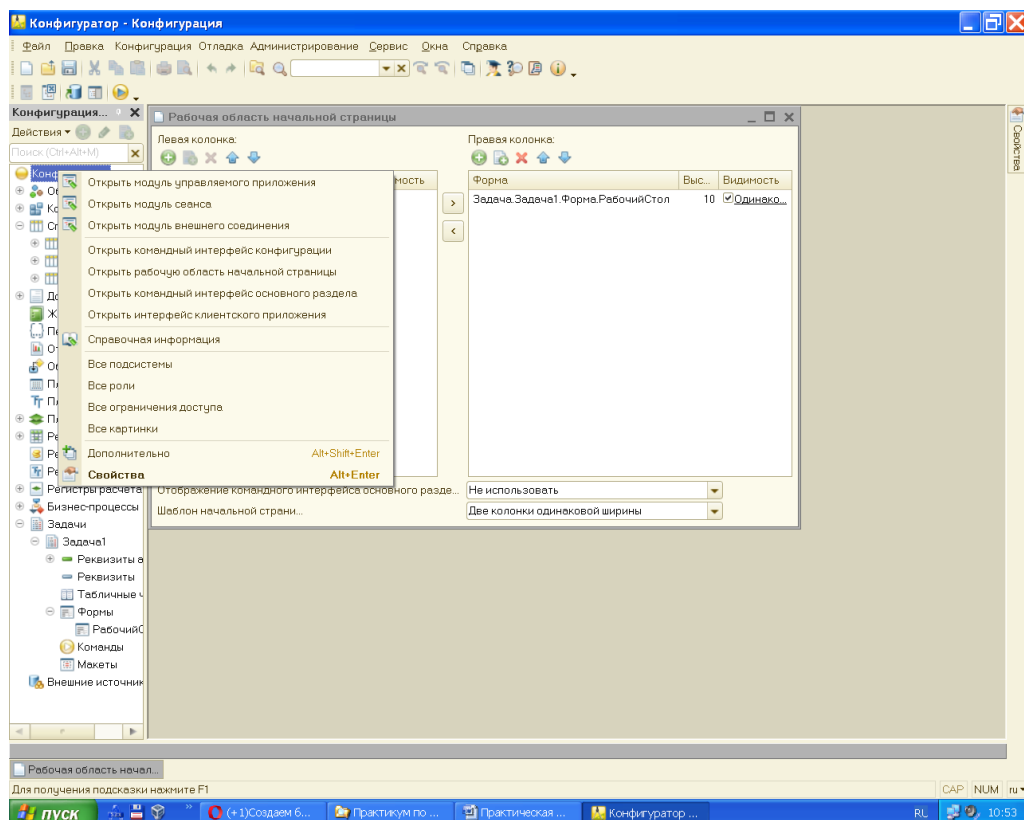 Конфигуратор - Конфигурация
Файл Правка Конфигурация Отладка Администрирование Сервис Окна Справка
Конфигурация...
Действия
Поиск (Ctrl+Alt+M)
Рабочая область начальной страницы
Левая колонка:
Правая колонка:
Форма Выс... Видимость
Задача.Задача1.Форма.РабочийСтол 10 Одинако...
Открыть модуль управляемого приложения
Открыть модуль сеанса
Открыть модуль внешнего соединения
Открыть командный интерфейс конфигурации
Открыть рабочую область начальной страницы
Открыть командный интерфейс основного раздела
Открыть интерфейс клиентского приложения
Справочная информация
Все подсистемы
Все роли
Все ограничения доступа
Все картинки
Дополнительно Alt+Shift+Enter
Свойства Alt+Enter
Отображение командного интерфейса основного разде... Не использовать
Шаблон начальной страни... Две колонки одинаковой ширины
Регистры расчета
Бизнес-процессы
Задачи
Задача1
Реквизиты а
Реквизиты
Табличные ч
Формы
РабочийС
Команды
Макеты
Внешние источник
Свойства
Рабочая область начал...
Для получения подсказки нажмите F1
CAP NUM ru
пуск
(+1)Создаем б...
Практикум по ...
Практическая ...
Конфигуратор ...
RU
10:53